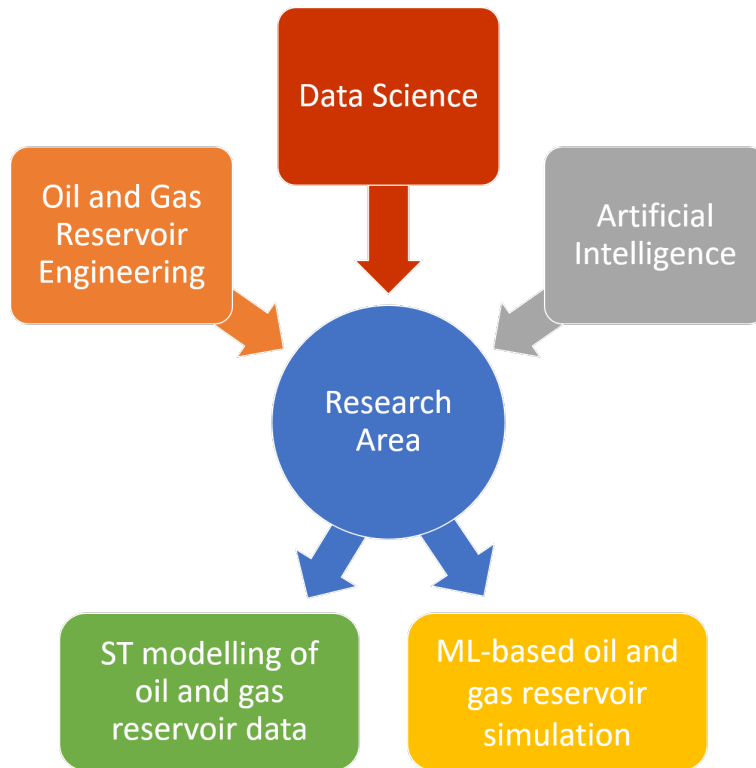 Data Science
Oil and Gas
Reservoir
Engineering
Artificial
Intelligence
Research
Area
ST modelling of
oil and gas
reservoir data
ML-based oil and
gas reservoir
simulation